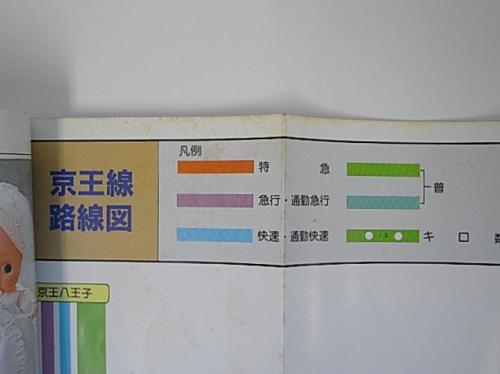 京王線
路線図
凡例
特 急
急行・通勤急行
快速・通勤快速
普
キ ロ 数
京王八王子